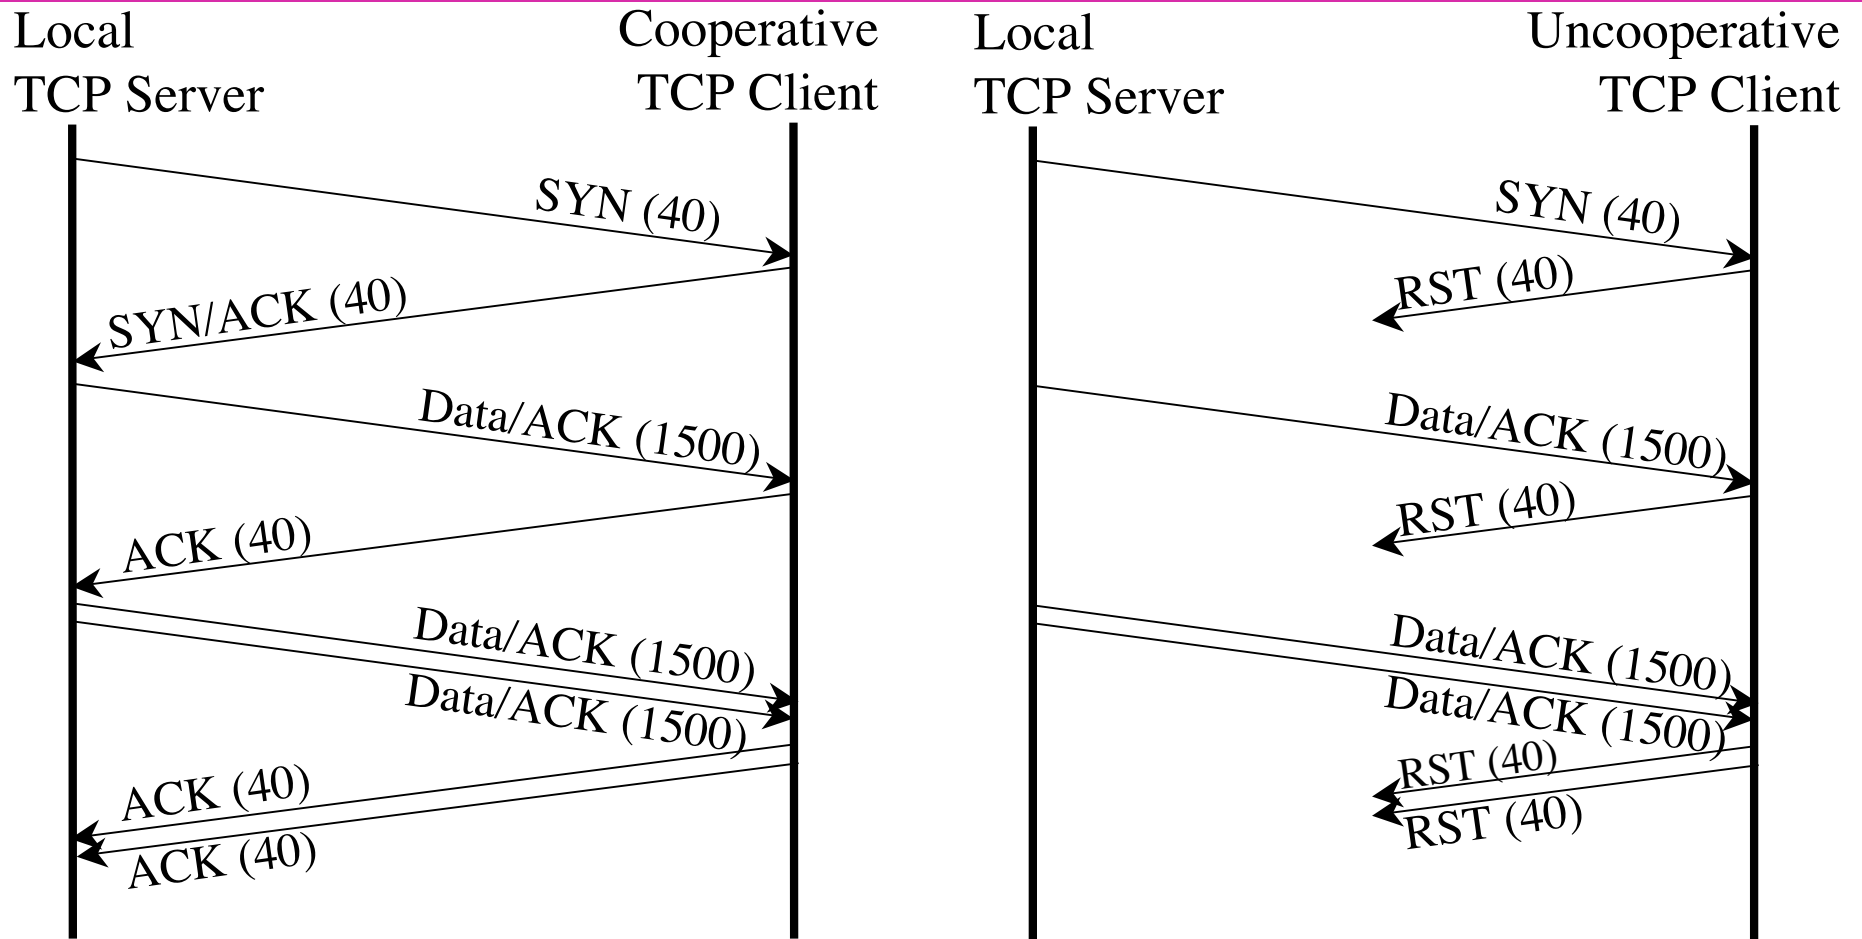 Local
TCP Server
Cooperative
TCP Client
SYN (40)
SYN/ACK (40)
Data/ACK (1500)
ACK (40)
Data/ACK (1500)
Data/ACK (1500)
ACK (40)
ACK (40)
Local
TCP Server
Uncooperative
TCP Client
SYN (40)
RST (40)
Data/ACK (1500)
RST (40)
Data/ACK (1500)
Data/ACK (1500)
RST (40)
RST (40)